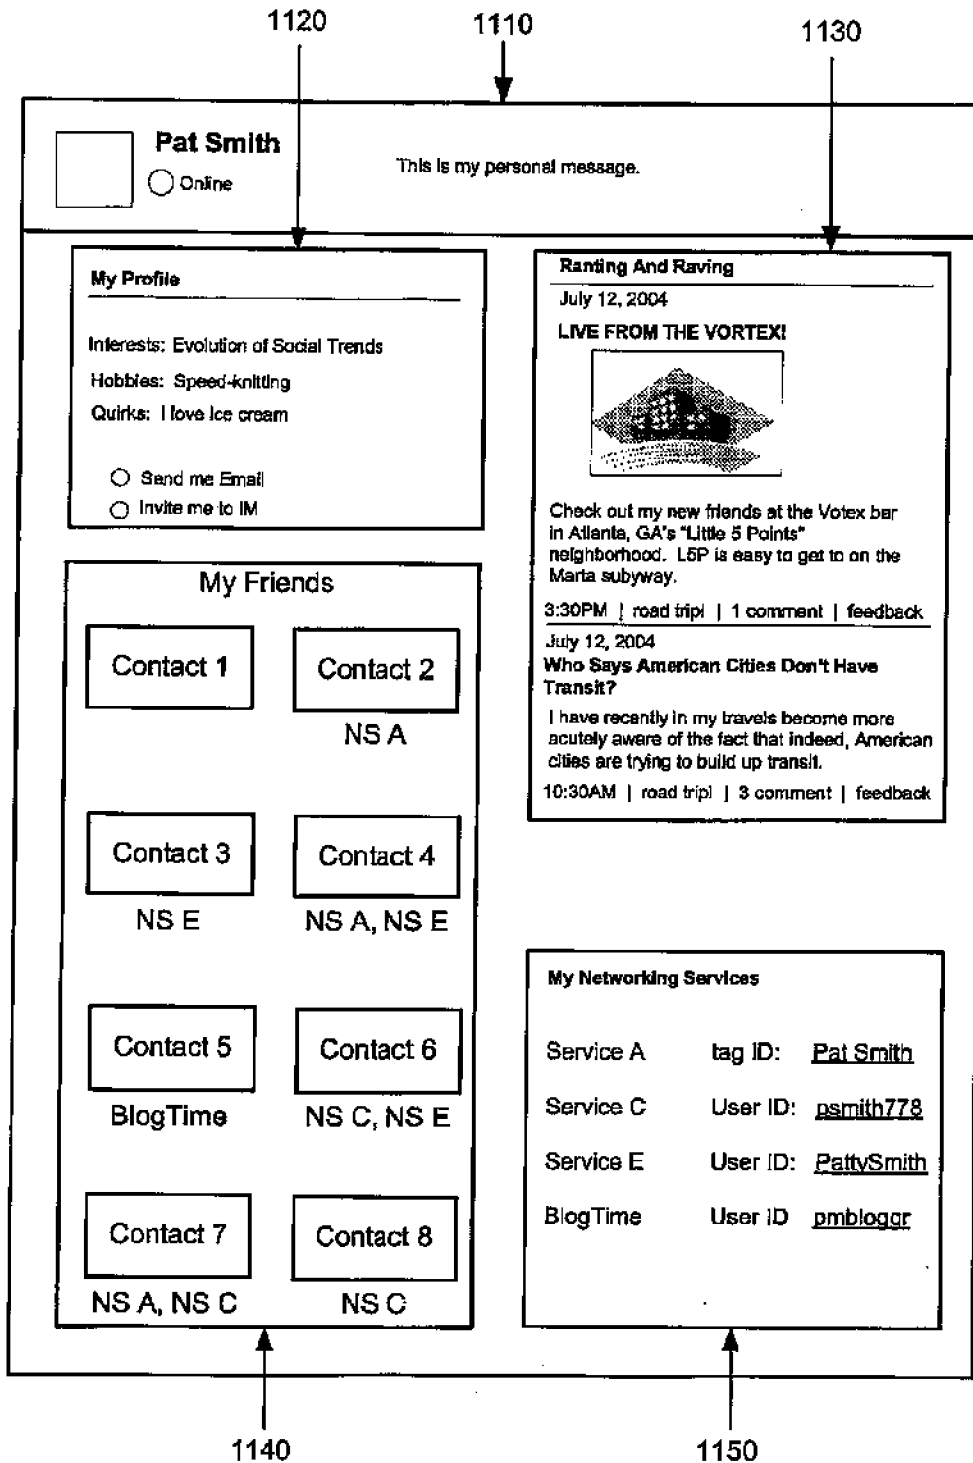 1120
1110
1130
Pat Smith
Online
This is my personal message.
My Profile
Interests: Evolution of Social Trends
Hobbies: Speed-knitting
Quirks: I love Ice cream
Send me Email
Invite me to IM
Ranting And Raving
July 12, 2004
LIVE FROM THE VORTEX!
Check out my new friends at the Votex bar
in Atlanta, GA's "Little 5 Points"
neighborhood. L5P is easy to get to on the
Marta subyway.
3:30PM | road trip! | 1 comment | feedback
July 12, 2004
Who Says American Cities Don't Have
Transit?
I have recently in my travels become more
acutely aware of the fact that indeed, American
cities are trying to build up transit.
10:30AM | road trip! | 3 comment | feedback
My Friends
Contact 1
Contact 2
NS A
Contact 3
Contact 4
NS E
NS A, NS E
Contact 5
Contact 6
BlogTime
NS C, NS E
Contact 7
Contact 8
NS A, NS C
NS C
My Networking Services
Service A tag ID: Pat Smith
Service C User ID: psmith778
Service E User ID: PattySmith
BlogTime User ID pmbloggr
1140
1150